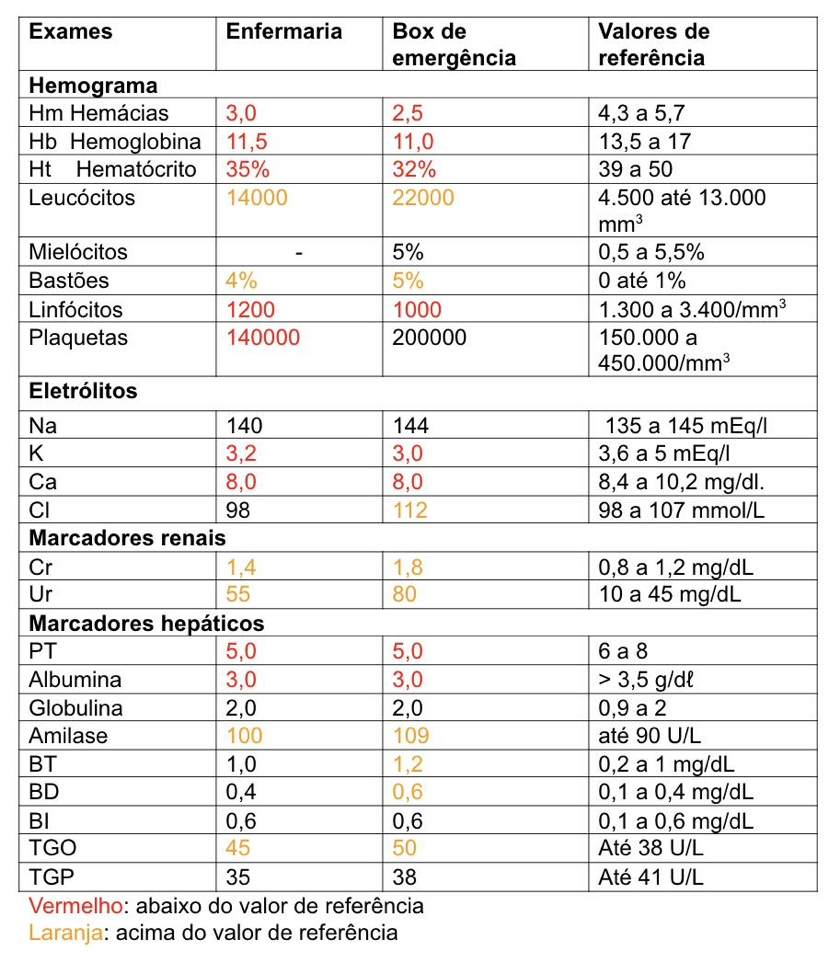 Exames Enfermaria Box de emergência Valores de referência
Hemograma
Hm Hemácias 3,0 2,5 4,3 a 5,7
Hb Hemoglobina 11,5 11,0 13,5 a 17
Ht Hematócrito 35% 32% 39 a 50
Leucócitos 14000 22000 4.500 até 13.000 mm³
Mielócitos - 5% 0,5 a 5,5%
Bastões 4% 5% 0 até 1%
Linfócitos 1200 1000 1.300 a 3.400/mm³
Plaquetas 140000 200000 150.000 a 450.000/mm³
Eletrólitos
Na 140 144 135 a 145 mEq/l
K 3,2 3,0 3,6 a 5 mEq/l
Ca 8,0 8,0 8,4 a 10,2 mg/dl.
Cl 98 112 98 a 107 mmol/L
Marcadores renais
Cr 1,4 1,8 0,8 a 1,2 mg/dL
Ur 55 80 10 a 45 mg/dL
Marcadores hepáticos
PT 5,0 5,0 6 a 8
Albumina 3,0 3,0 > 3,5 g/dℓ
Globulina 2,0 2,0 0,9 a 2
Amilase 100 109 até 90 U/L
BT 1,0 1,2 0,2 a 1 mg/dL
BD 0,4 0,6 0,1 a 0,4 mg/dL
BI 0,6 0,6 0,1 a 0,6 mg/dL
TGO 45 50 Até 38 U/L
TGP 35 38 Até 41 U/L
Vermelho: abaixo do valor de referência
Laranja: acima do valor de referência